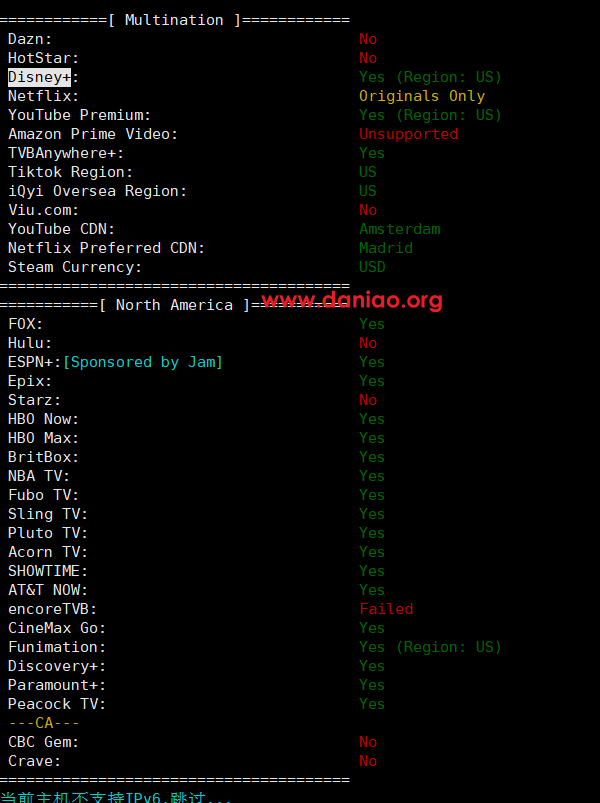 ============[ Multination ]============
Dazn: No
HotStar: No
Disney+: Yes (Region: US)
Netflix: Originals Only
YouTube Premium: Yes (Region: US)
Amazon Prime Video: Unsupported
TVBAnywhere+: Yes
Tiktok Region: US
iQyi Oversea Region: US
Viu.com: No
YouTube CDN: Amsterdam
Netflix Preferred CDN: Madrid
Steam Currency: USD
=======================================
www.daniao.org
===========[ North America ]===========
FOX: Yes
Hulu: No
ESPN+:[Sponsored by Jam] Yes
Epix: Yes
Starz: No
HBO Now: Yes
HBO Max: Yes
BritBox: Yes
NBA TV: Yes
Fubo TV: Yes
Sling TV: Yes
Pluto TV: Yes
Acorn TV: Yes
SHOWTIME: Yes
AT&T NOW: Yes
encoreTVB: Failed
CineMax Go: Yes
Funimation: Yes (Region: US)
Discovery+: Yes
Paramount+: Yes
Peacock TV: Yes
---CA---
CBC Gem: No
Crave: No
=======================================
当前主机不支持IPv6,跳过...